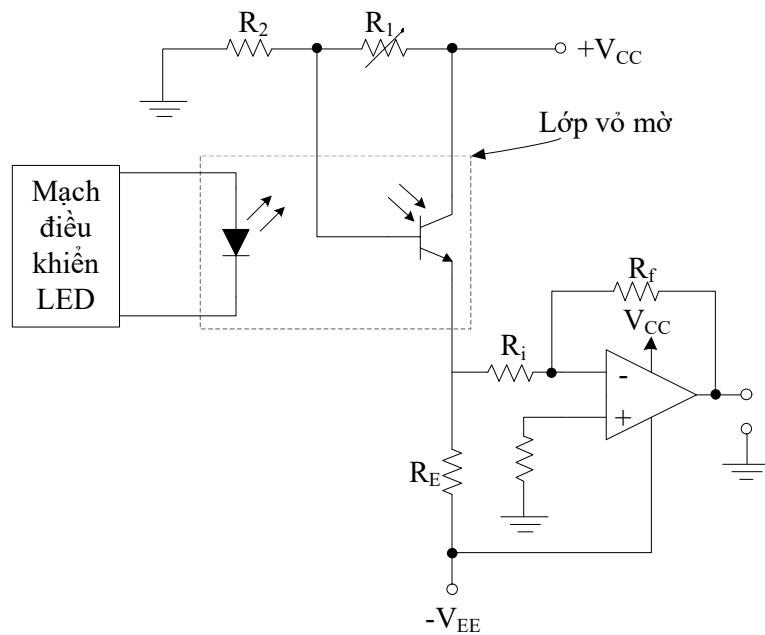 R2
R1
+VCC
Lớp vỏ mờ
Mạch
điều
khiển
LED
Rf
VCC
Ri
-
+
RE
-VEE